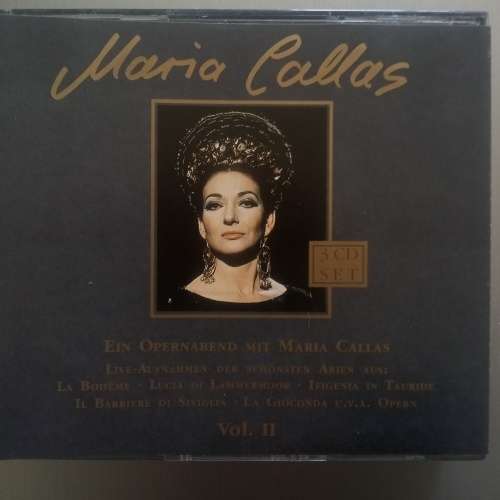 Maria Callas
3 CD
SET
EIN OPERNABEND MIT MARIA CALLAS
LIVE-AUFNAHMEN DER SCHÖNSTEN ARIEN AUS:
LA BOHÈME · LUCIA DI LAMMERMOOR · IFIGENIA IN TAURIDE
IL BARBIERE DI SIVIGLIA · LA GIOCONDA U.V.A. OPERN
VOL. II